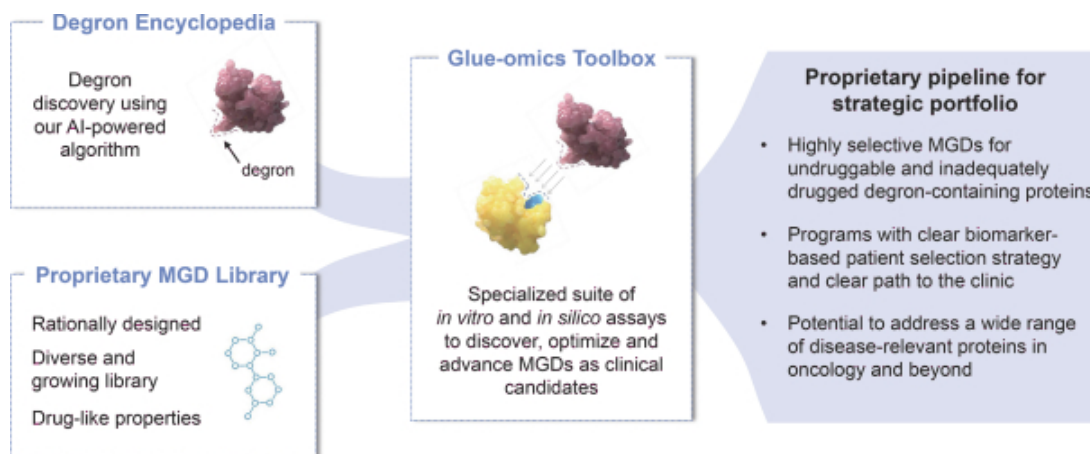 Degron Encyclopedia
Degron
discovery using
our AI-powered
algorithm
degron
Proprietary MGD Library
Rationally designed
Diverse and
growing library
Drug-like properties
Glue-omics Toolbox
Specialized suite of
in vitro and in silico assays
to discover, optimize and
advance MGDs as clinical
candidates
Proprietary pipeline for
strategic portfolio
• Highly selective MGDs for
undruggable and inadequately
drugged degron-containing proteins
• Programs with clear biomarker-
based patient selection strategy
and clear path to the clinic
• Potential to address a wide range
of disease-relevant proteins in
oncology and beyond